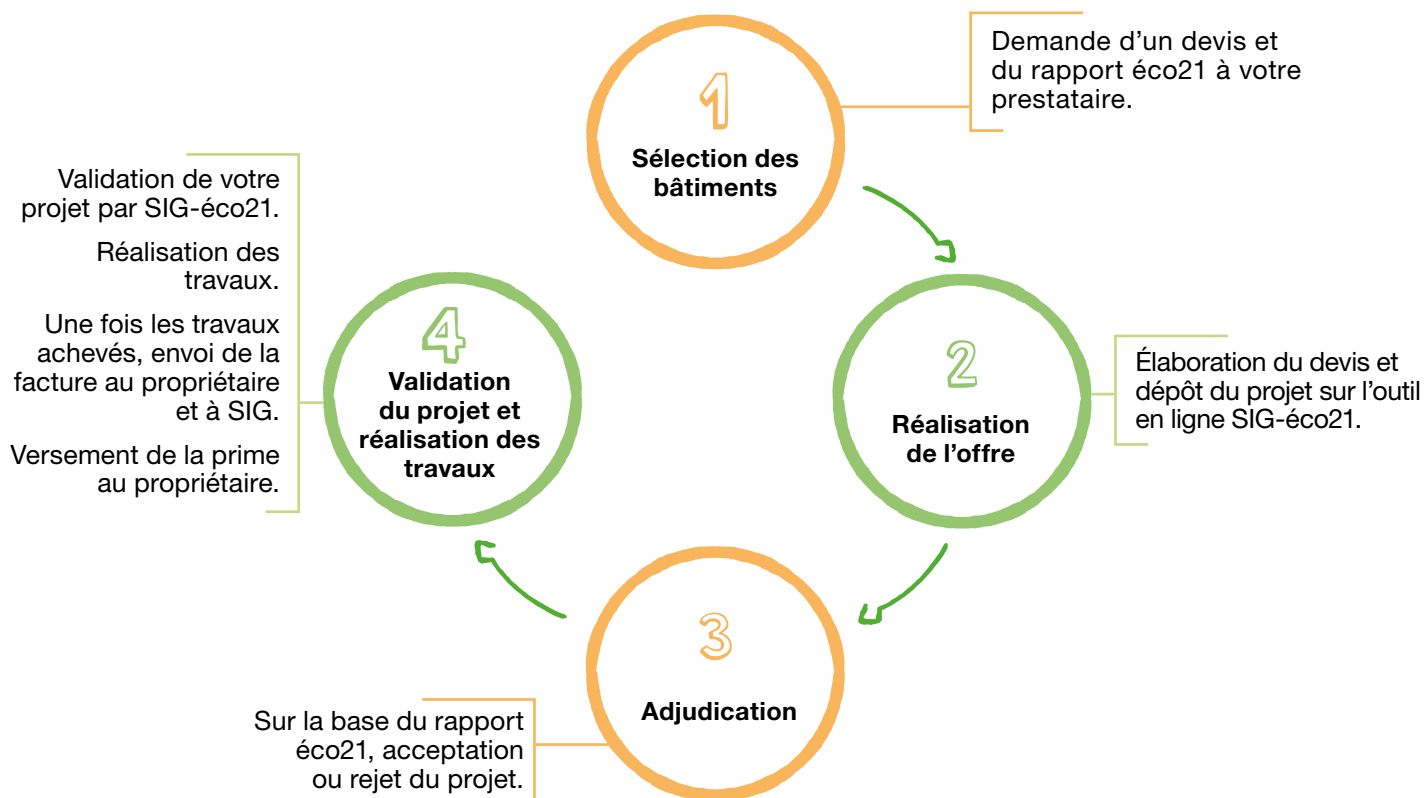 1
Sélection des
bâtiments
Demande d’un devis et
du rapport éco21 à votre
prestataire.
2
Réalisation
de l’offre
Élaboration du devis et
dépôt du projet sur l’outil
en ligne SIG-éco21.
3
Adjudication
Sur la base du rapport
éco21, acceptation
ou rejet du projet.
4
Validation
du projet et
réalisation des
travaux
Validation de votre
projet par SIG-éco21.
Réalisation des
travaux.
Une fois les travaux
achevés, envoi de la
facture au propriétaire
et à SIG.
Versement de la prime
au propriétaire.